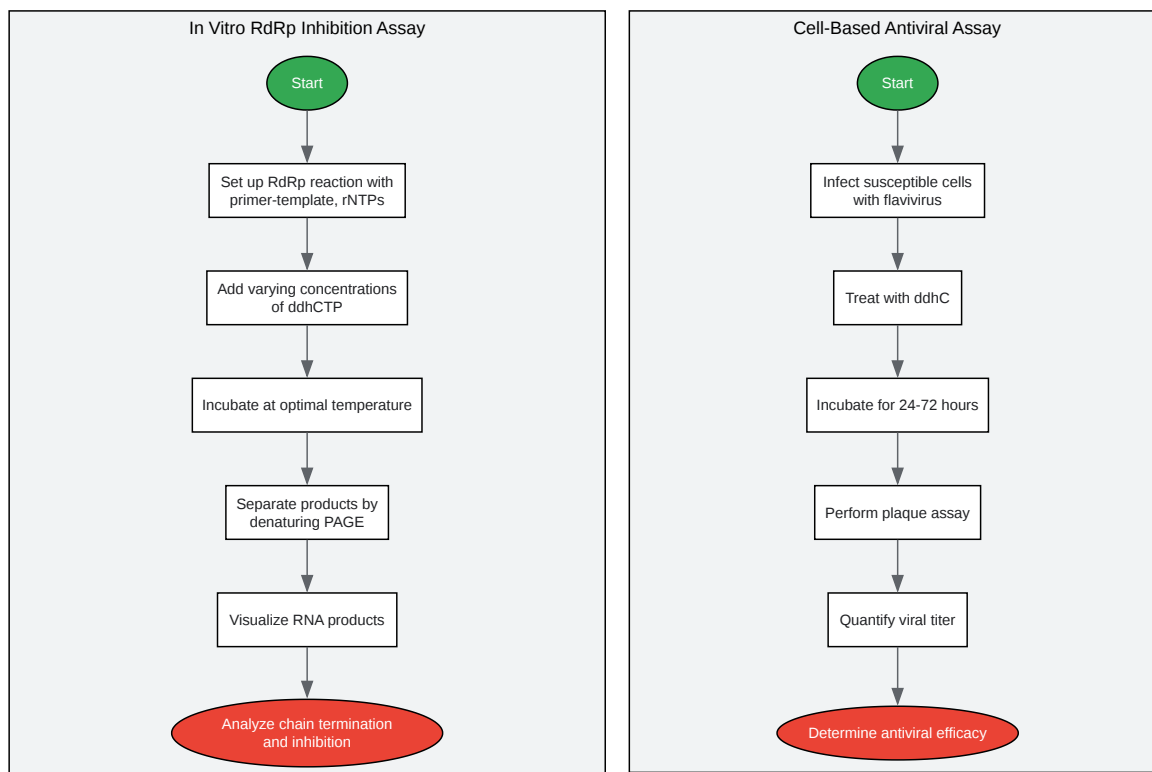 In Vitro RdRp Inhibition Assay
Start
Set up RdRp reaction with
primer-template, rNTPs
Add varying concentrations
of ddhCTP
Incubate at optimal temperature
Separate products by
denaturing PAGE
Visualize RNA products
Analyze chain termination
and inhibition
Cell-Based Antiviral Assay
Start
Infect susceptible cells
with flavivirus
Treat with ddhC
Incubate for 24-72 hours
Perform plaque assay
Quantify viral titer
Determine antiviral efficacy